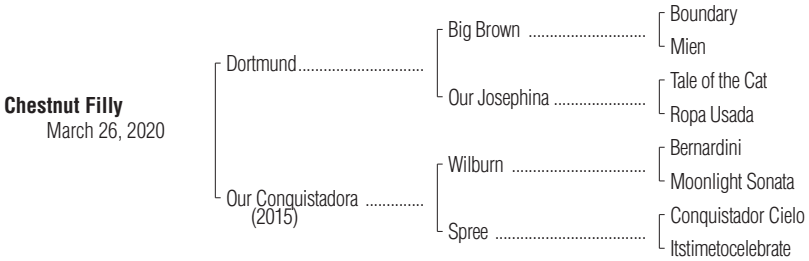 Chestnut Filly
March 26, 2020
Dortmund..............................
Our Conquistadora ..............
(2015)
Big Brown ............................
Our Josephina ......................
Wilburn ................................
Spree ....................................
Boundary
Mien
Tale of the Cat
Ropa Usada
Bernardini
Moonlight Sonata
Conquistador Cielo
Itstimetocelebrate